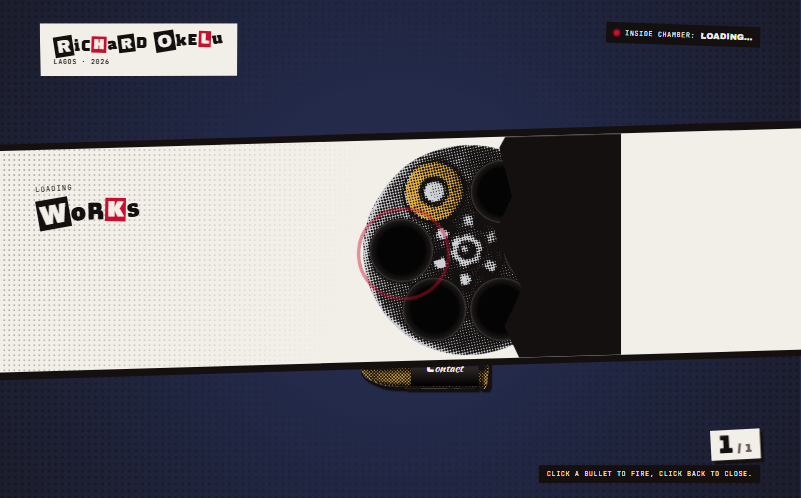 RiCHaRD OkELu
LAGOS · 2026
INSIDE CHAMBER: LOADING...
LOADING
WoRKs
Contact
1 / 1
CLICK A BULLET TO FIRE, CLICK BACK TO CLOSE.